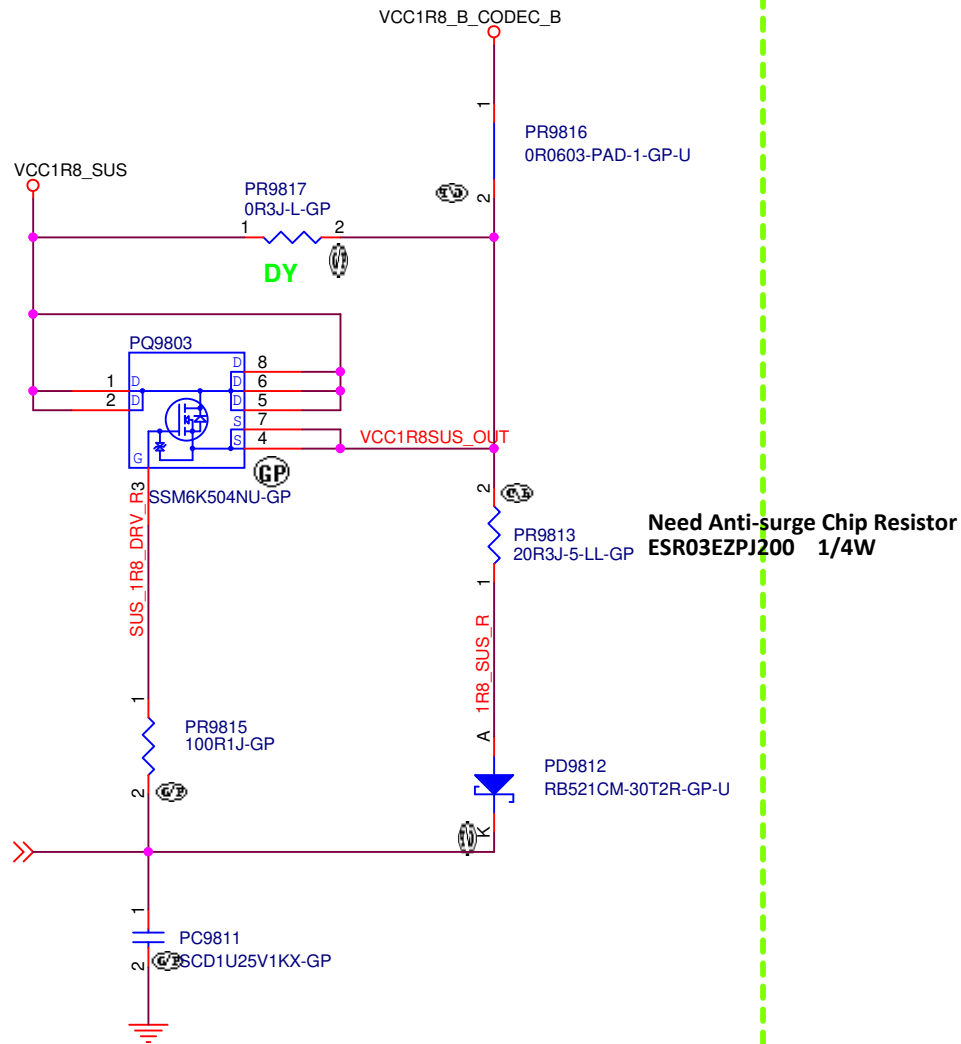 VCC1R8_B_CODEC_B
1
PR9816
0R0603-PAD-1-GP-U
2
VCC1R8_SUS
PR9817
0R3J-L-GP
1
2
DY
PQ9803
1
2
D
D
D
D
D
S
S
G
8
6
5
7
4
VCC1R8SUS_OUT
GP
SSM6K504NU-GP
3
SUS_1R8_DRV_R
2
PR9813
20R3J-5-LL-GP
1
Need Anti-surge Chip Resistor
ESR03EZPJ200 1/4W
1R8_SUS_R
1
PR9815
100R1J-GP
2
G/P
A
PD9812
RB521CM-30T2R-GP-U
K
1
PC9811
SCD1U25V1KX-GP
2
G/P